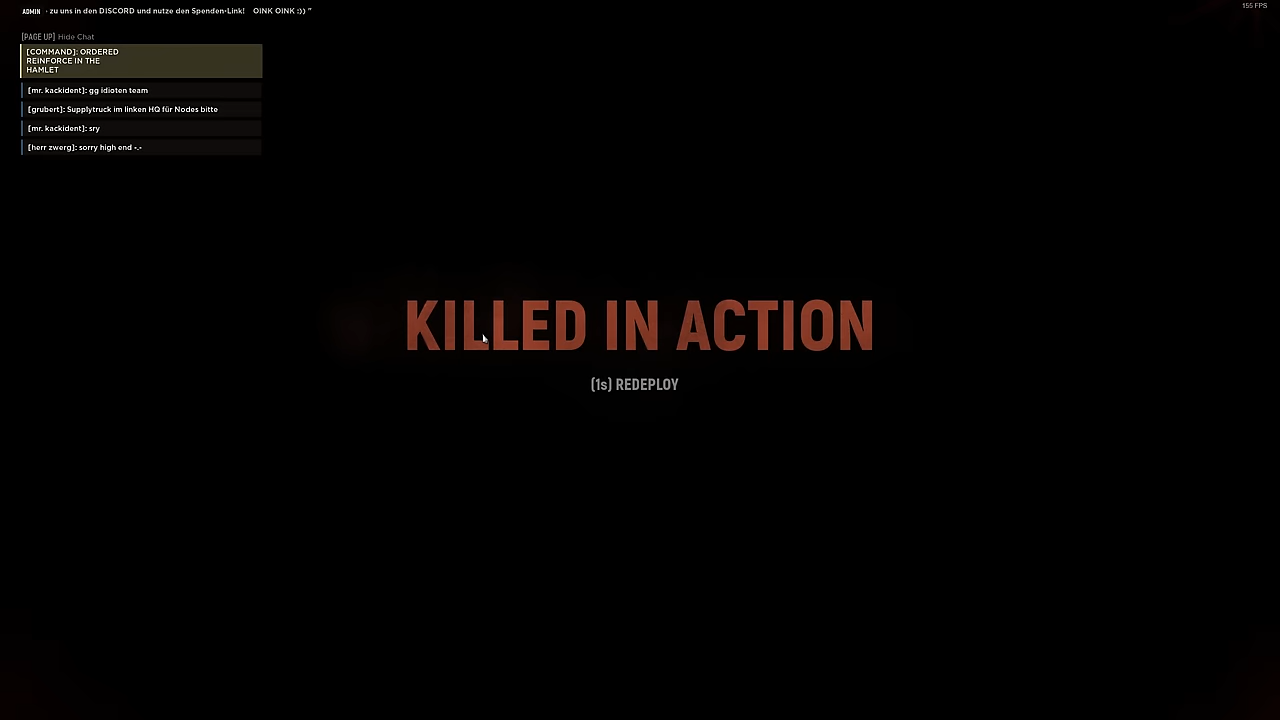 ADMIN · zu uns in den DISCORD und nutze den Spenden-Link! OINK OINK :)) "
155 FPS
[PAGE UP] Hide Chat
[COMMAND]: ORDERED
REINFORCE IN THE
HAMLET
[mr. kackident]: gg idioten team
[grubert]: Supplytruck im linken HQ für Nodes bitte
[mr. kackident]: sry
[herr zwerg]: sorry high end -.-
KILLED IN ACTION
(1s) REDEPLOY